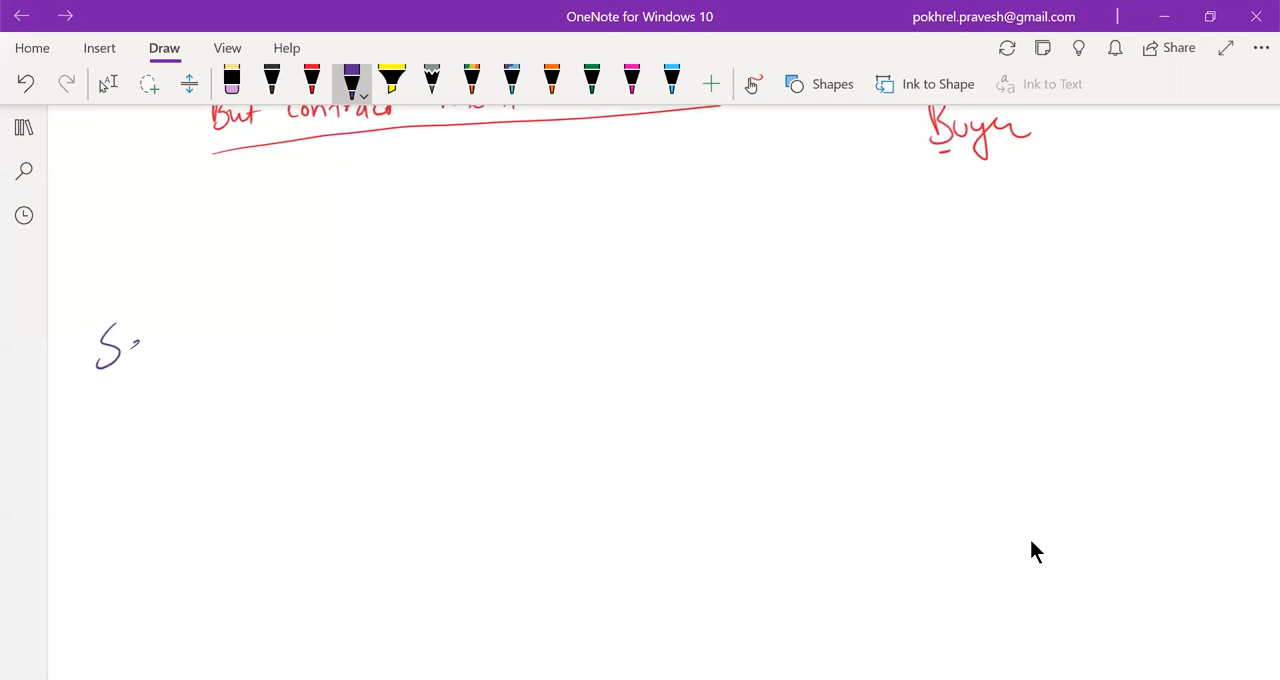 OneNote for Windows 10
pokhrel.pravesh@gmail.com
Home Insert Draw View Help
Share
Shapes Ink to Shape Ink to Text
But contract
Buyer
S